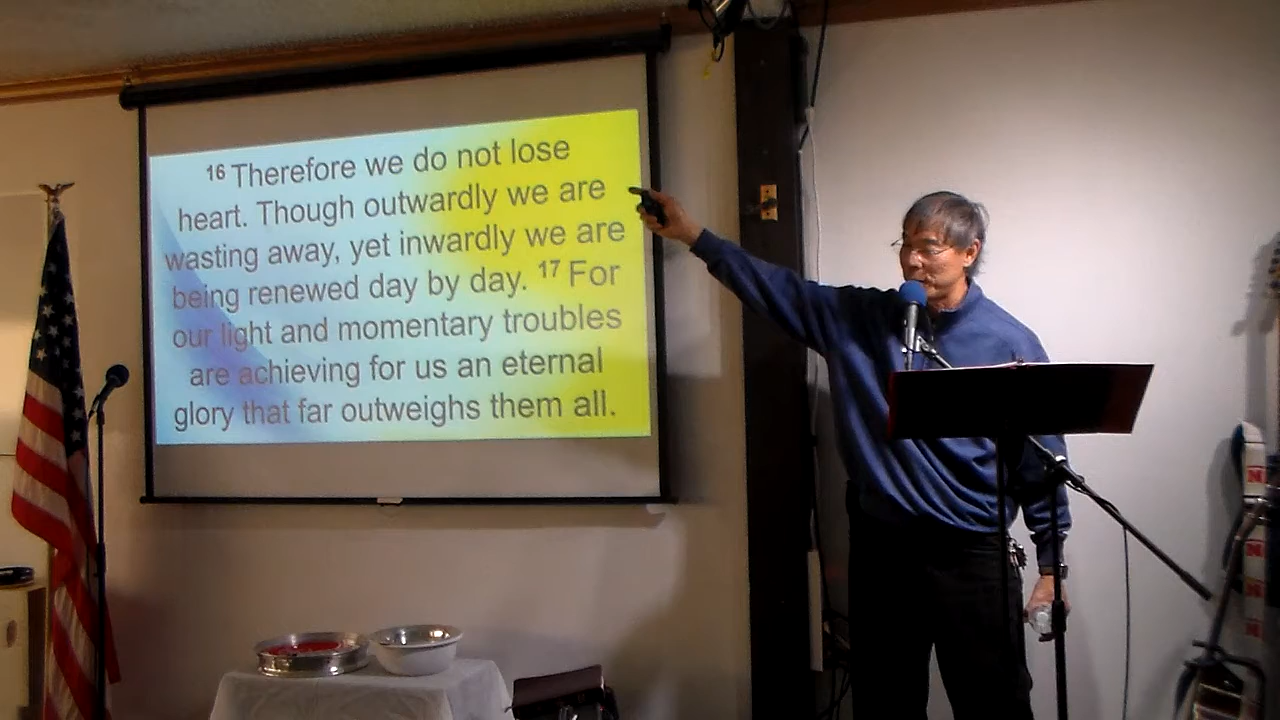 16 Therefore we do not lose
heart. Though outwardly we are
wasting away, yet inwardly we are
being renewed day by day. 17 For
our light and momentary troubles
are achieving for us an eternal
glory that far outweighs them all.
N
N
N
N